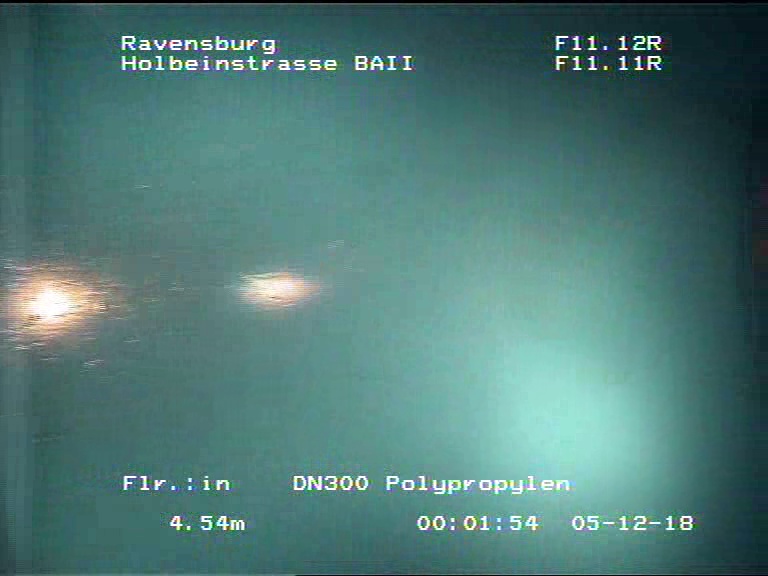 Ravensburg F11.12R
Holbeinstrasse BAII F11.11R
Flr.:in DN300 Polypropylen
4.54m 00:01:54 05-12-18